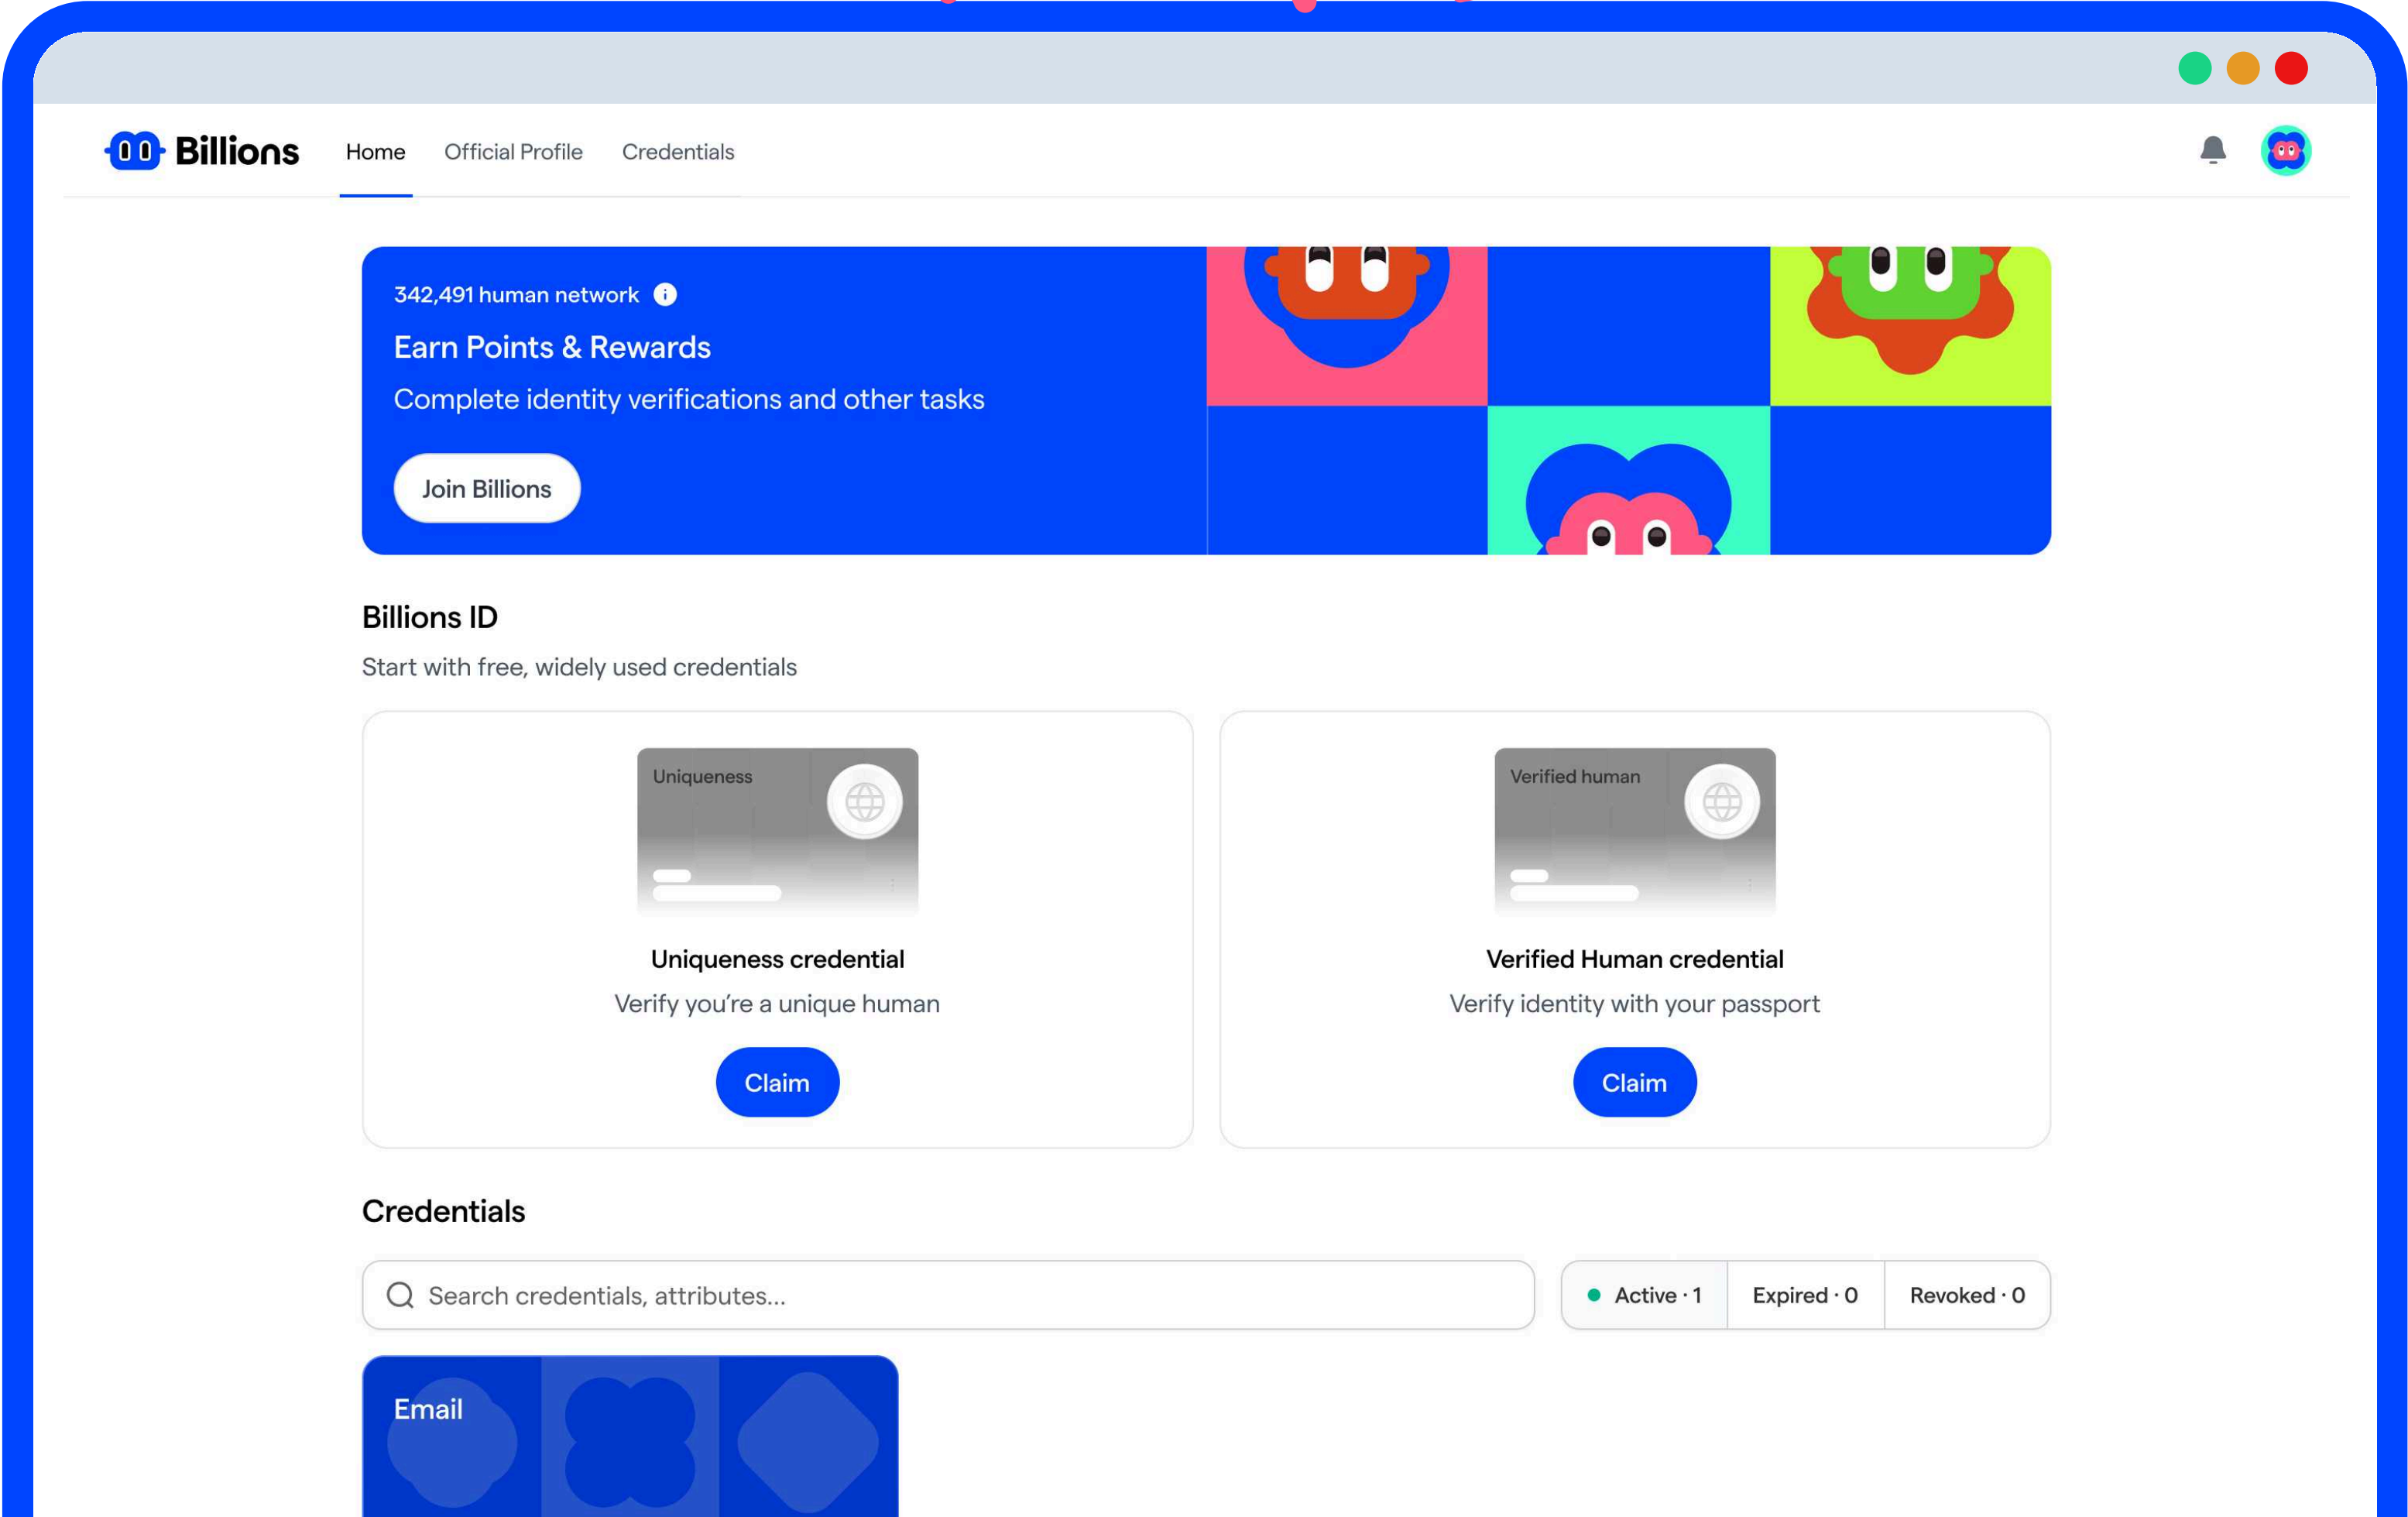 Billions
Home
Official Profile
Credentials
342,491 human network
Earn Points & Rewards
Complete identity verifications and other tasks
Join Billions
Billions ID
Start with free, widely used credentials
Uniqueness
Uniqueness credential
Verify you’re a unique human
Claim
Verified human
Verified Human credential
Verify identity with your passport
Claim
Credentials
Search credentials, attributes...
Active · 1
Expired · 0
Revoked · 0
Email